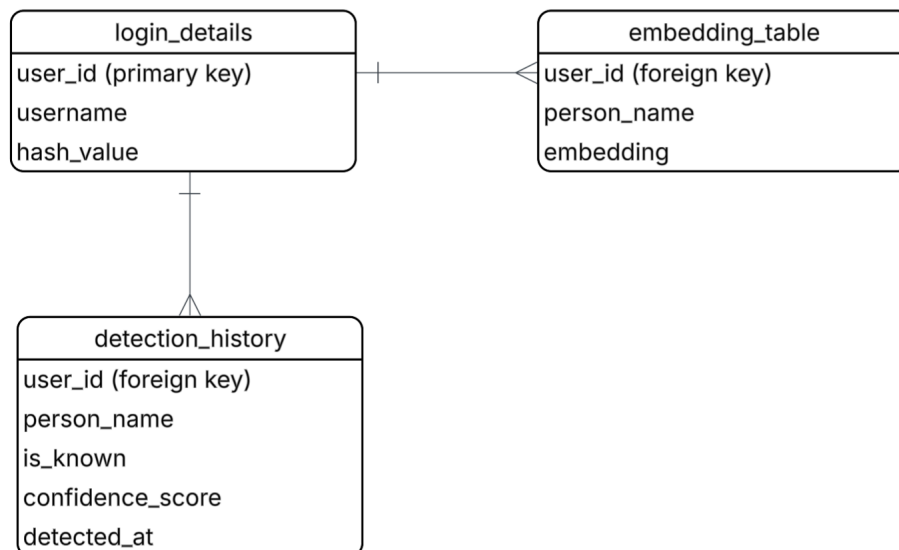 login_details
user_id (primary key)
username
hash_value
embedding_table
user_id (foreign key)
person_name
embedding
detection_history
user_id (foreign key)
person_name
is_known
confidence_score
detected_at